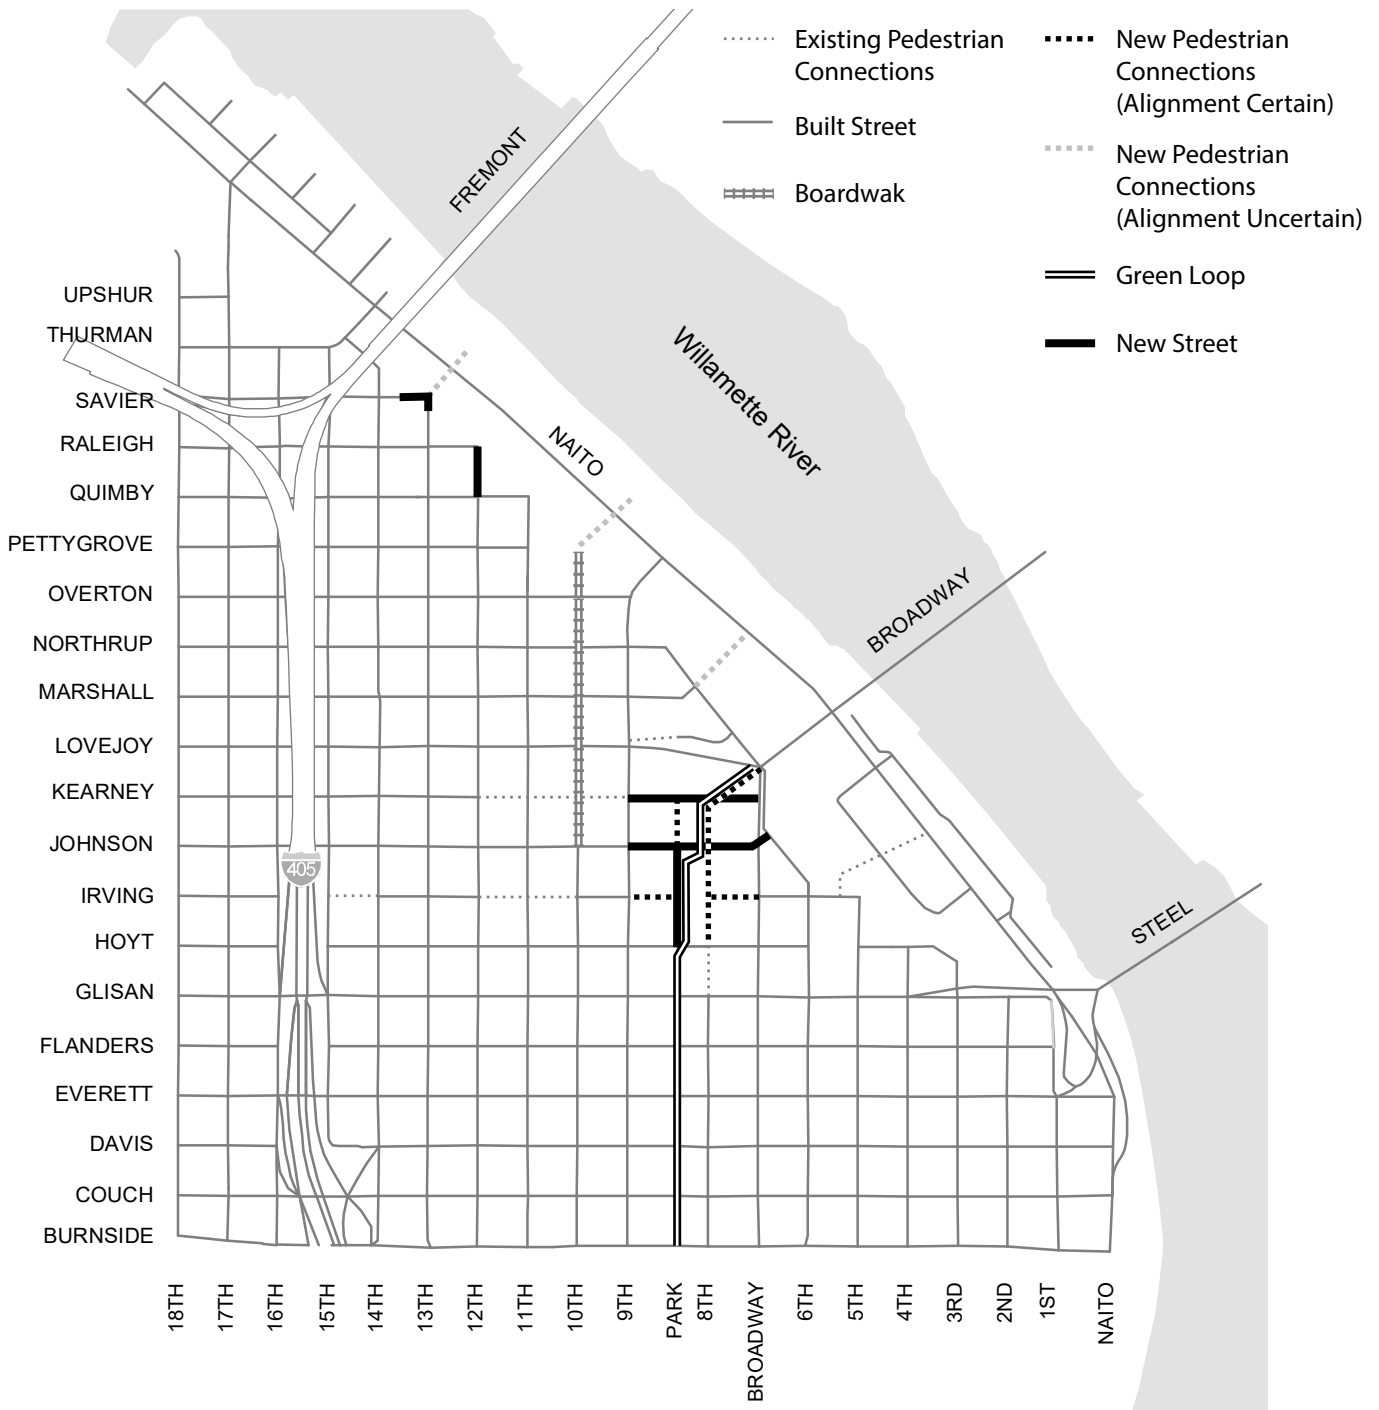 Existing Pedestrian
Connections
Built Street
Boardwak
New Pedestrian
Connections
(Alignment Certain)
New Pedestrian
Connections
(Alignment Uncertain)
Green Loop
New Street
FREMONT
Willamette River
NAITO
BROADWAY
STEEL
405
UPSHUR
THURMAN
SAVIER
RALEIGH
QUIMBY
PETTYGROVE
OVERTON
NORTHRUP
MARSHALL
LOVEJOY
KEARNEY
JOHNSON
IRVING
HOYT
GLISAN
FLANDERS
EVERETT
DAVIS
COUCH
BURNSIDE
18TH
17TH
16TH
15TH
14TH
13TH
12TH
11TH
10TH
9TH
PARK
8TH
BROADWAY
6TH
5TH
4TH
3RD
2ND
1ST
NAITO